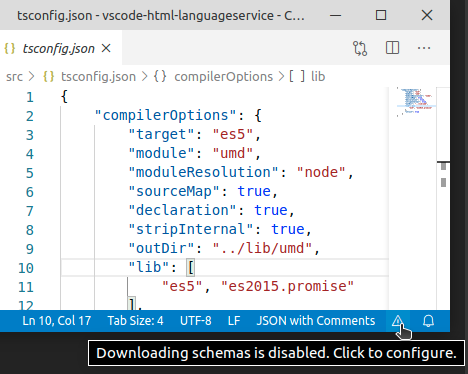 tsconfig.json - vscode-html-languageservice - C...
{ } tsconfig.json ×
src > { } tsconfig.json > { } compilerOptions > [ ] lib
1 {
2 "compilerOptions": {
3 "target": "es5",
4 "module": "umd",
5 "moduleResolution": "node",
6 "sourceMap": true,
7 "declaration": true,
8 "stripInternal": true,
9 "outDir": "../lib/umd",
10 "lib": [
11 "es5", "es2015.promise"
12 ],
Ln 10, Col 17 Tab Size: 4 UTF-8 LF JSON with Comments
Downloading schemas is disabled. Click to configure.